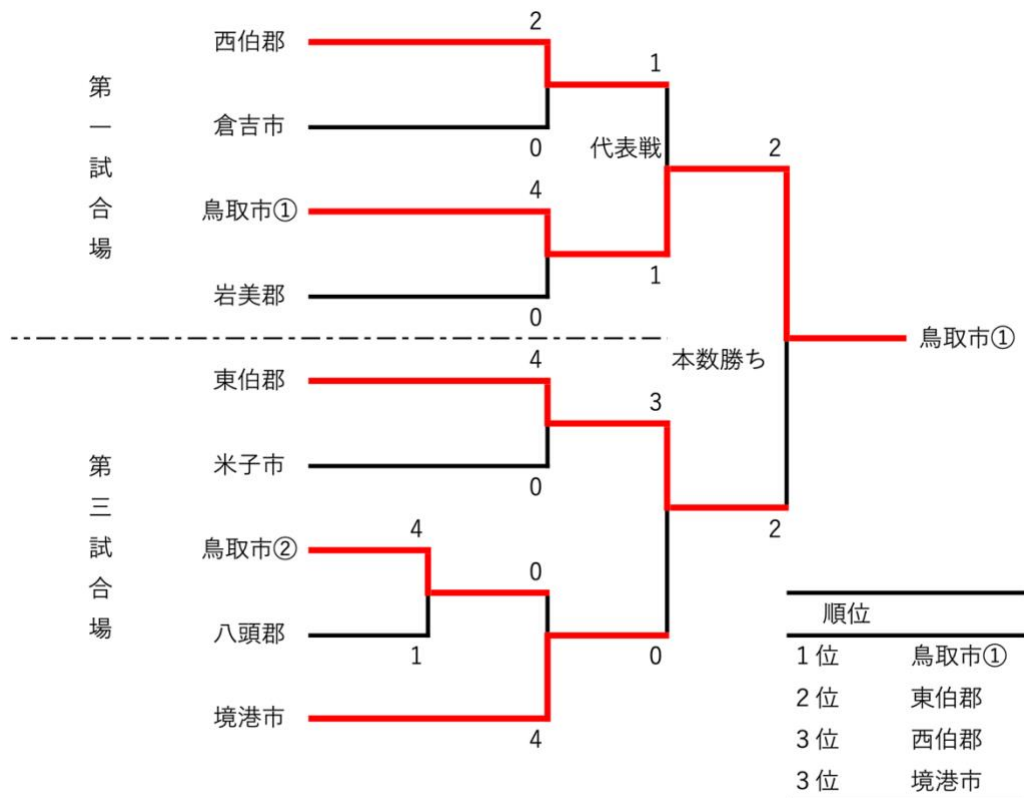 第一試合場
西伯郡
2
倉吉市
0
鳥取市①
4
岩美郡
0
1
代表戦
1
2
鳥取市①
本数勝ち
第三試合場
東伯郡
4
米子市
0
3
鳥取市②
4
八頭郡
1
0
境港市
4
0
2
順位
1位 鳥取市①
2位 東伯郡
3位 西伯郡
3位 境港市